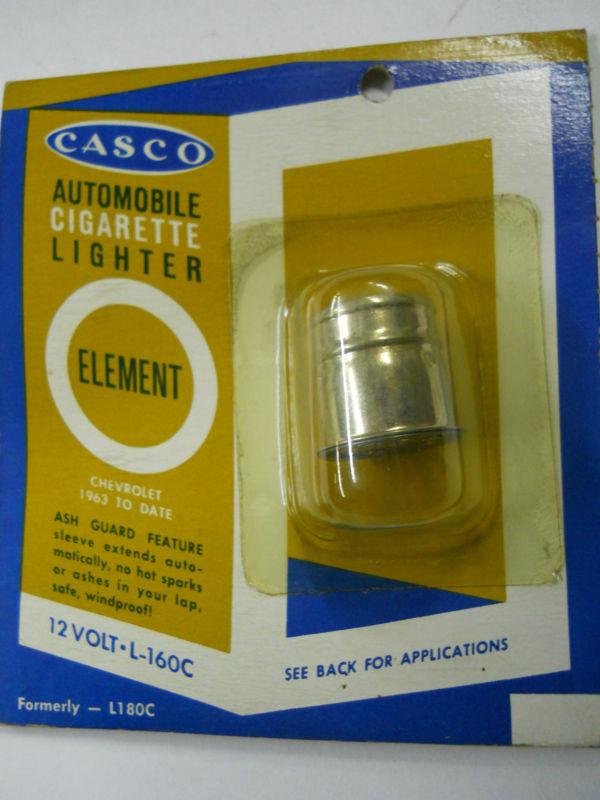 CASCO
AUTOMOBILE
CIGARETTE
LIGHTER
ELEMENT
CHEVROLET
1963 TO DATE
ASH GUARD FEATURE
sleeve extends auto-
matically, no hot sparks
or ashes in your lap,
safe, windproof!
12 VOLT • L-160C
SEE BACK FOR APPLICATIONS
Formerly — L180C